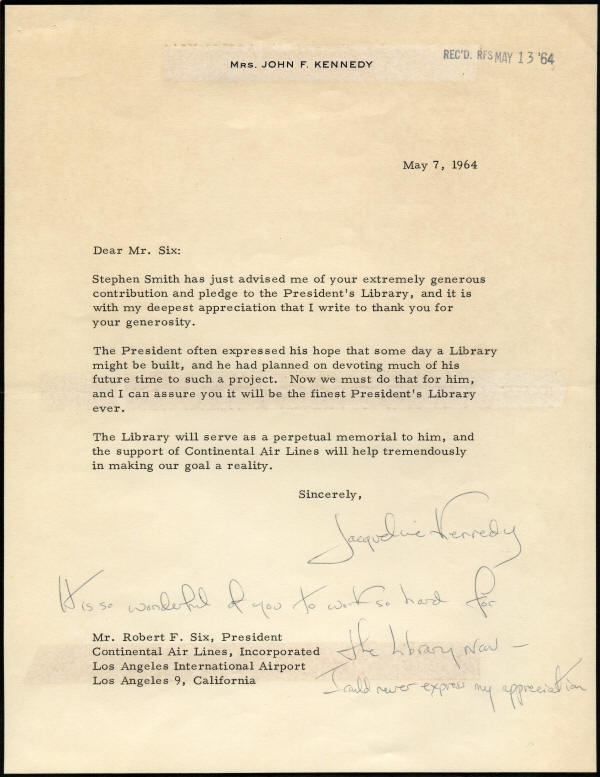 MRS. JOHN F. KENNEDY
REC'D. RFS MAY 13 '64
May 7, 1964
Dear Mr. Six:
Stephen Smith has just advised me of your extremely generous
contribution and pledge to the President's Library, and it is
with my deepest appreciation that I write to thank you for
your generosity.
The President often expressed his hope that some day a Library
might be built, and he had planned on devoting much of his
future time to such a project.  Now we must do that for him,
and I can assure you it will be the finest President's Library
ever.
The Library will serve as a perpetual memorial to him, and
the support of Continental Air Lines will help tremendously
in making our goal a reality.
Sincerely,
Jacqueline Kennedy
It is so wonderful of you to work so hard for
the Library now —
I could never express my appreciation
Mr. Robert F. Six, President
Continental Air Lines, Incorporated
Los Angeles International Airport
Los Angeles 9, California